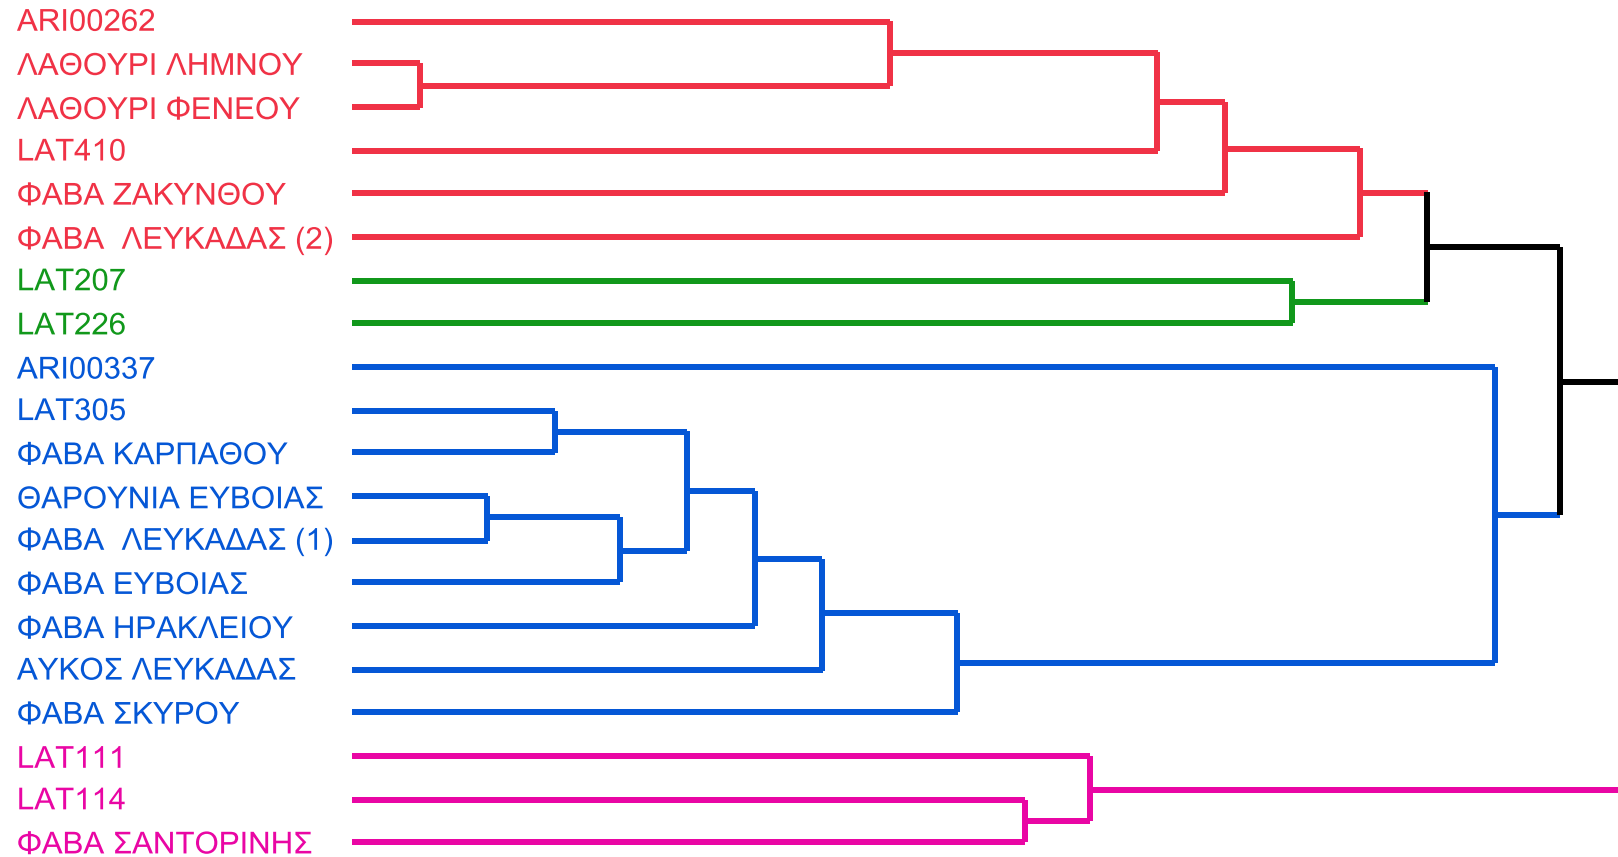 ARI00262
ΛΑΘΟΥΡΙ ΛΗΜΝΟΥ
ΛΑΘΟΥΡΙ ΦΕΝΕΟΥ
LAT410
ΦΑΒΑ ΖΑΚΥΝΘΟΥ
ΦΑΒΑ ΛΕΥΚΑΔΑΣ (2)
LAT207
LAT226
ARI00337
LAT305
ΦΑΒΑ ΚΑΡΠΑΘΟΥ
ΘΑΡΟΥΝΙΑ ΕΥΒΟΙΑΣ
ΦΑΒΑ ΛΕΥΚΑΔΑΣ (1)
ΦΑΒΑ ΕΥΒΟΙΑΣ
ΦΑΒΑ ΗΡΑΚΛΕΙΟΥ
ΑΥΚΟΣ ΛΕΥΚΑΔΑΣ
ΦΑΒΑ ΣΚΥΡΟΥ
LAT111
LAT114
ΦΑΒΑ ΣΑΝΤΟΡΙΝΗΣ